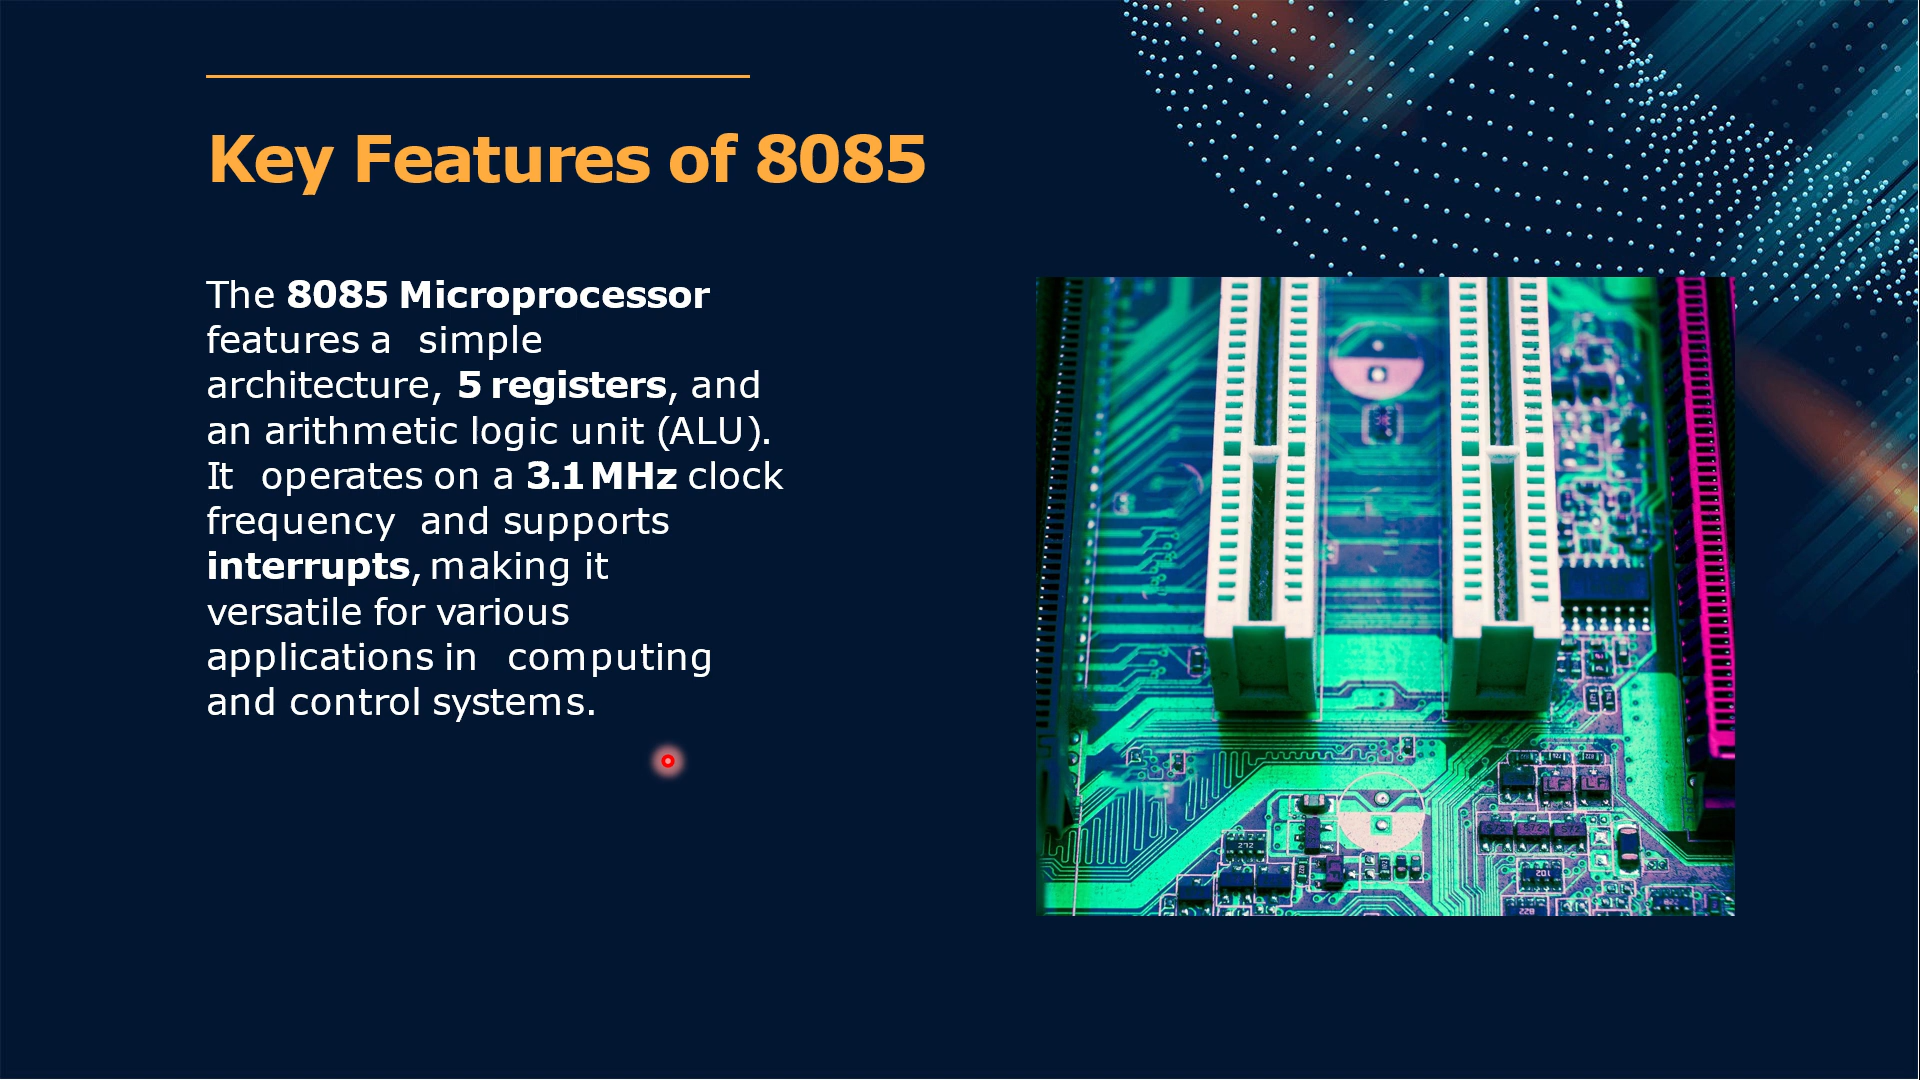 Key Features of 8085
The 8085 Microprocessor
features a simple
architecture, 5 registers, and
an arithmetic logic unit (ALU).
It operates on a 3.1 MHz clock
frequency and supports
interrupts, making it
versatile for various
applications in computing
and control systems.